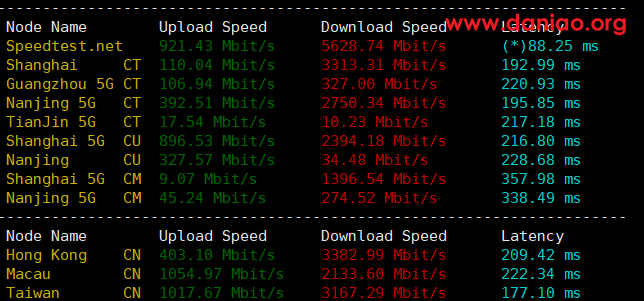 www.daniao.org
Node Name Upload Speed Download Speed Latency
Speedtest.net 921.43 Mbit/s 5628.74 Mbit/s (*)88.25 ms
Shanghai CT 110.04 Mbit/s 3313.31 Mbit/s 192.99 ms
Guangzhou 5G CT 106.94 Mbit/s 327.00 Mbit/s 220.93 ms
Nanjing 5G CT 392.51 Mbit/s 2750.34 Mbit/s 195.85 ms
TianJin 5G CT 17.54 Mbit/s 10.23 Mbit/s 217.18 ms
Shanghai 5G CU 896.53 Mbit/s 2394.18 Mbit/s 216.80 ms
Nanjing CU 327.57 Mbit/s 34.48 Mbit/s 228.68 ms
Shanghai 5G CM 9.07 Mbit/s 1396.54 Mbit/s 357.98 ms
Nanjing 5G CM 45.24 Mbit/s 274.52 Mbit/s 338.49 ms
Node Name Upload Speed Download Speed Latency
Hong Kong CN 403.10 Mbit/s 3382.99 Mbit/s 209.42 ms
Macau CN 1054.97 Mbit/s 2133.60 Mbit/s 222.34 ms
Taiwan CN 1017.67 Mbit/s 3167.29 Mbit/s 177.10 ms